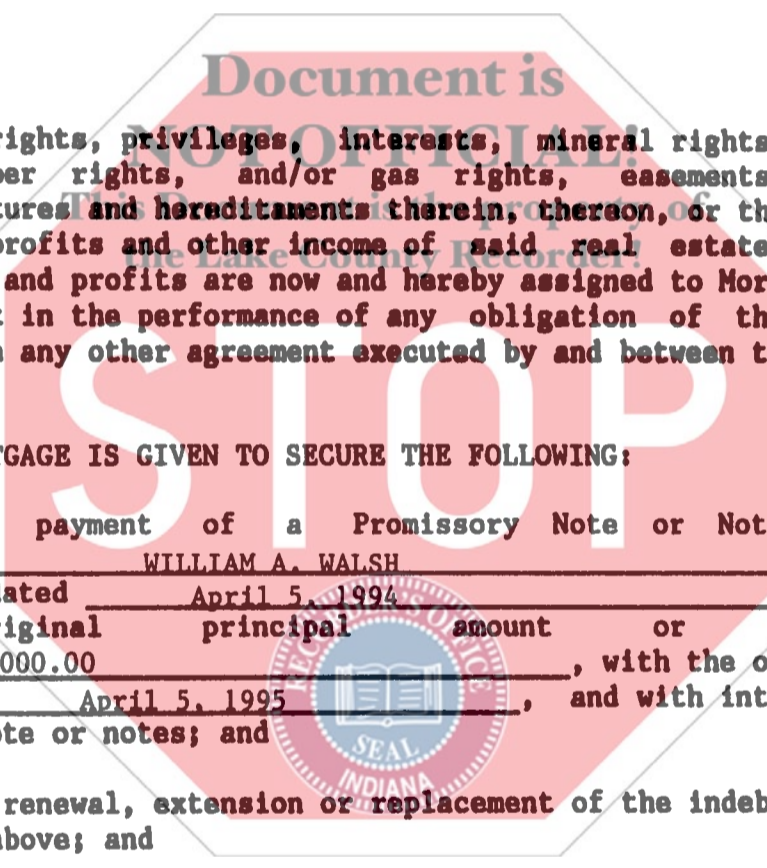 Document is
NOT OFFICIAL!
This Document is the property of
the Lake County Recorder!
STOP
rights, privileges, interests, mineral rights
per rights, and/or gas rights, easements
tures and hereditaments therein, thereon, or th
profits and other income of said real estate
and profits are now and hereby assigned to Mor
t in the performance of any obligation of th
n any other agreement executed by and between t
TGAGE IS GIVEN TO SECURE THE FOLLOWING:
payment of a Promissory Note or Not
WILLIAM A. WALSH
ated April 5, 1994
riginal principal amount or
000.00 , with the o
April 5, 1995 , and with int
ote or notes; and
renewal, extension or replacement of the indeb
above; and
RECORDER'S OFFICE
SEAL
INDIANA